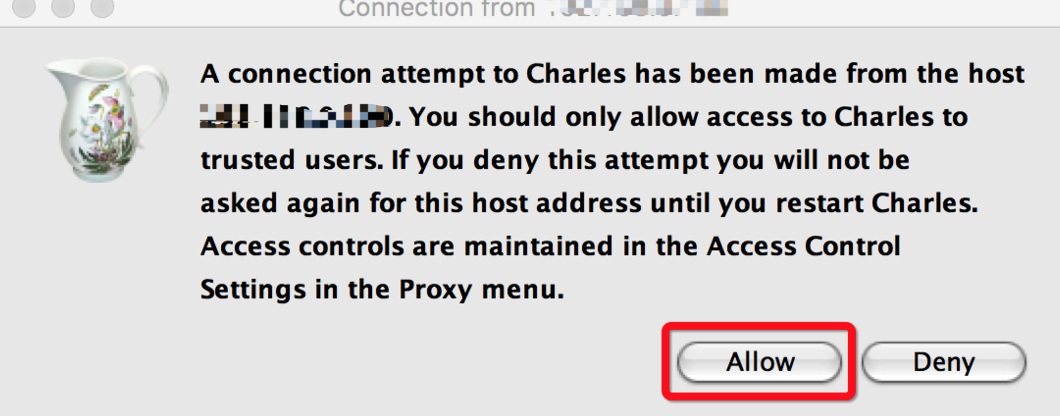 Connection from
A connection attempt to Charles has been made from the host
. You should only allow access to Charles to
trusted users. If you deny this attempt you will not be
asked again for this host address until you restart Charles.
Access controls are maintained in the Access Control
Settings in the Proxy menu.
Allow Deny